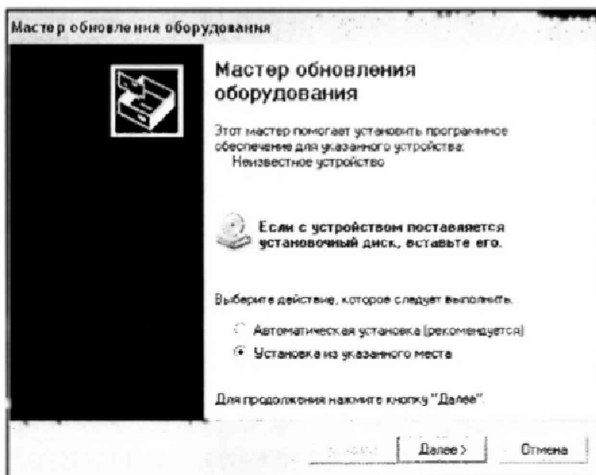 Мастер обновления оборудования
Мастер обновления
оборудования
Этот мастер помогает установить программное
обеспечение для указанного устройства:
Неизвестное устройство
Если с устройством поставляется
установочный диск, вставьте его.
Выберите действие, которое следует выполнить.
Автоматическая установка (рекомендуется)
Установка из указанного места
Для продолжения нажмите кнопку "Далее"
Далее >
Отмена